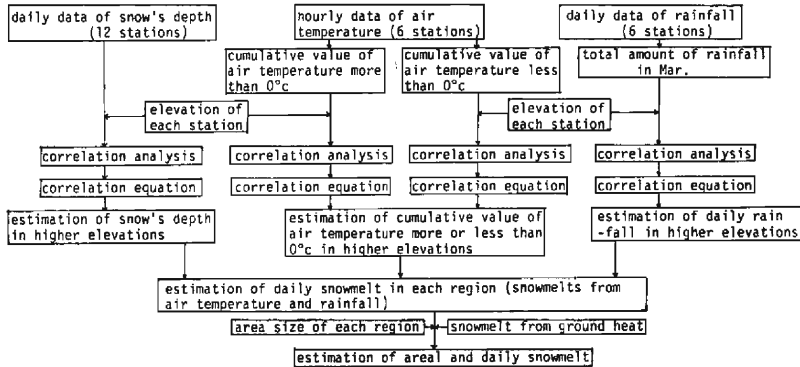 daily data of snow's depth
(12 stations)
hourly data of air
temperature (6 stations)
daily data of rainfall
(6 stations)
cumulative value of
air temperature more
than 0°c
cumulative value of
air temperature less
than 0°c
total amount of rainfall
in Mar.
elevation of
each station
elevation of
each station
correlation analysis
correlation analysis
correlation analysis
correlation analysis
correlation equation
correlation equation
correlation equation
correlation equation
estimation of snow's depth
in higher elevations
estimation of cumulative value of
air temperature more or less than
0°c in higher elevations
estimation of daily rain
-fall in higher elevations
estimation of daily snowmelt in each region (snowmelts from
air temperature and rainfall)
area size of each region
snowmelt from ground heat
estimation of areal and daily snowmelt